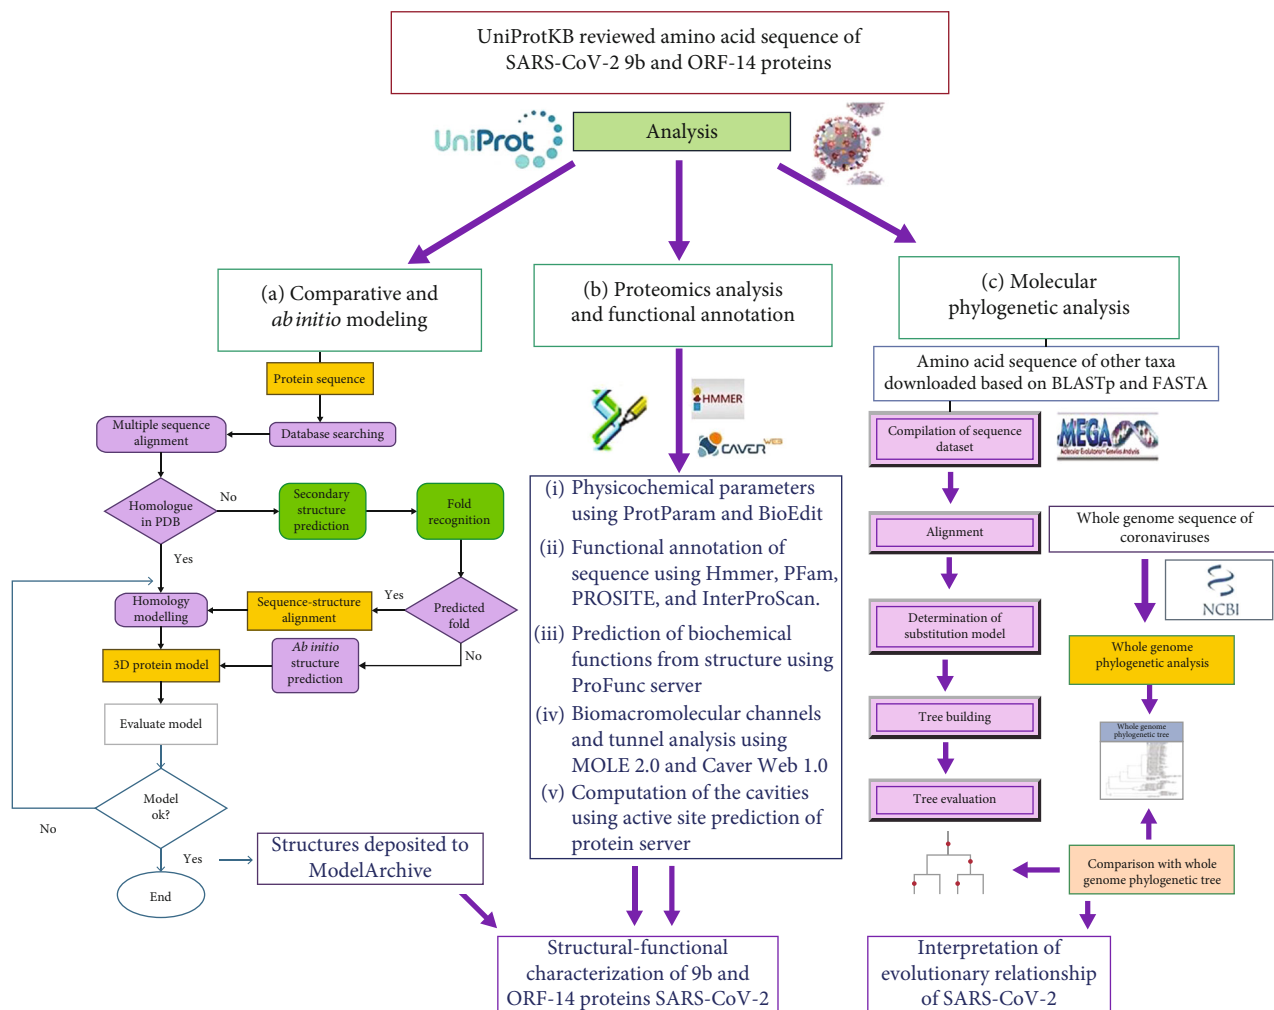 UniProtKB reviewed amino acid sequence of
SARS-CoV-2 9b and ORF-14 proteins
UniProt
Analysis
(a) Comparative and
ab initio modeling
Protein sequence
Database searching
Multiple sequence
alignment
Homologue
in PDB
No
Secondary
structure
prediction
Fold
recognition
Yes
Predicted
fold
Yes
Sequence-structure
alignment
Homology
modelling
No
Ab initio
structure
prediction
3D protein model
Evaluate model
Model
ok?
No
Yes
End
Structures deposited to
ModelArchive
(b) Proteomics analysis
and functional annotation
HMMER
CAVER WEB
(i) Physicochemical parameters
using ProtParam and BioEdit
(ii) Functional annotation of
sequence using Hmmer, PFam,
PROSITE, and InterProScan.
(iii) Prediction of biochemical
functions from structure using
ProFunc server
(iv) Biomacromolecular channels
and tunnel analysis using
MOLE 2.0 and Caver Web 1.0
(v) Computation of the cavities
using active site prediction of
protein server
Structural-functional
characterization of 9b and
ORF-14 proteins SARS-CoV-2
(c) Molecular
phylogenetic analysis
Amino acid sequence of other taxa
downloaded based on BLASTp and FASTA
Compilation of sequence
dataset
MEGA
Molecular Evolutionary Genetics Analysis
Alignment
Determination of
substitution model
Tree building
Tree evaluation
Whole genome sequence of
coronaviruses
NCBI
Whole genome
phylogenetic analysis
Whole genome
phylogenetic tree
Comparison with whole
genome phylogenetic tree
Interpretation of
evolutionary relationship
of SARS-CoV-2